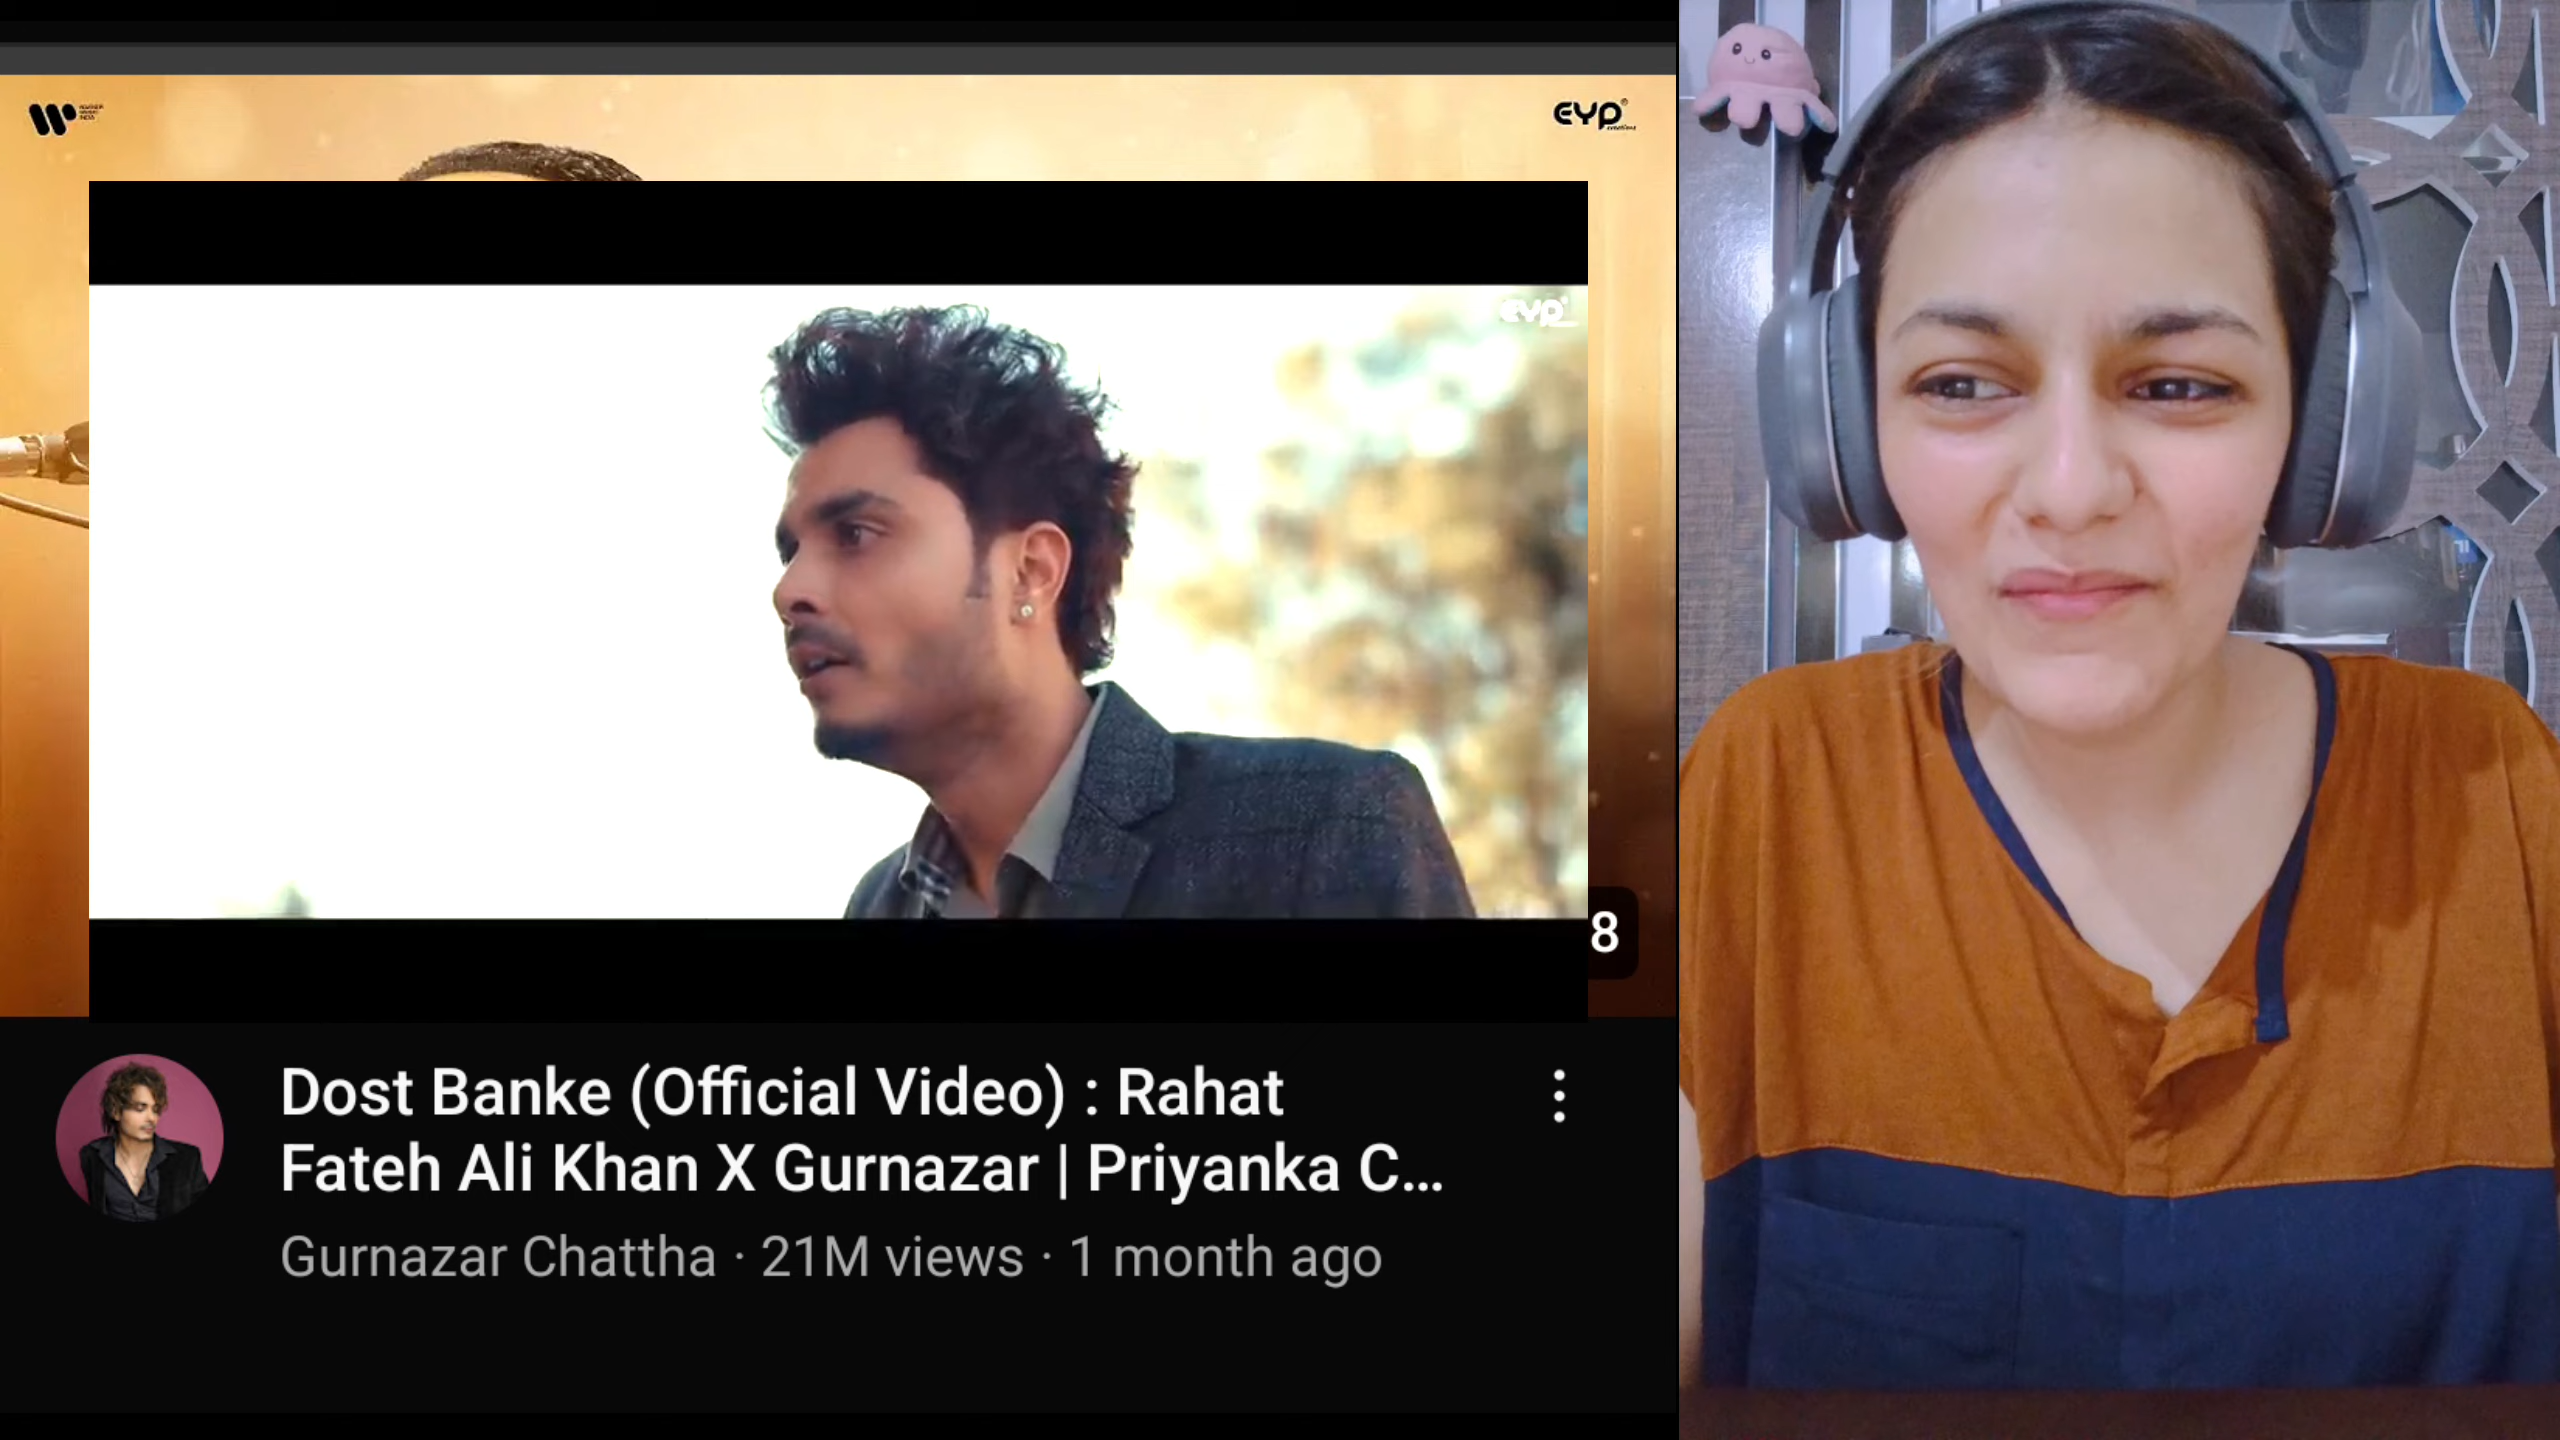 EYP
creations
EYP
8
Dost Banke (Official Video) : Rahat
Fateh Ali Khan X Gurnazar | Priyanka C...
Gurnazar Chattha · 21M views · 1 month ago